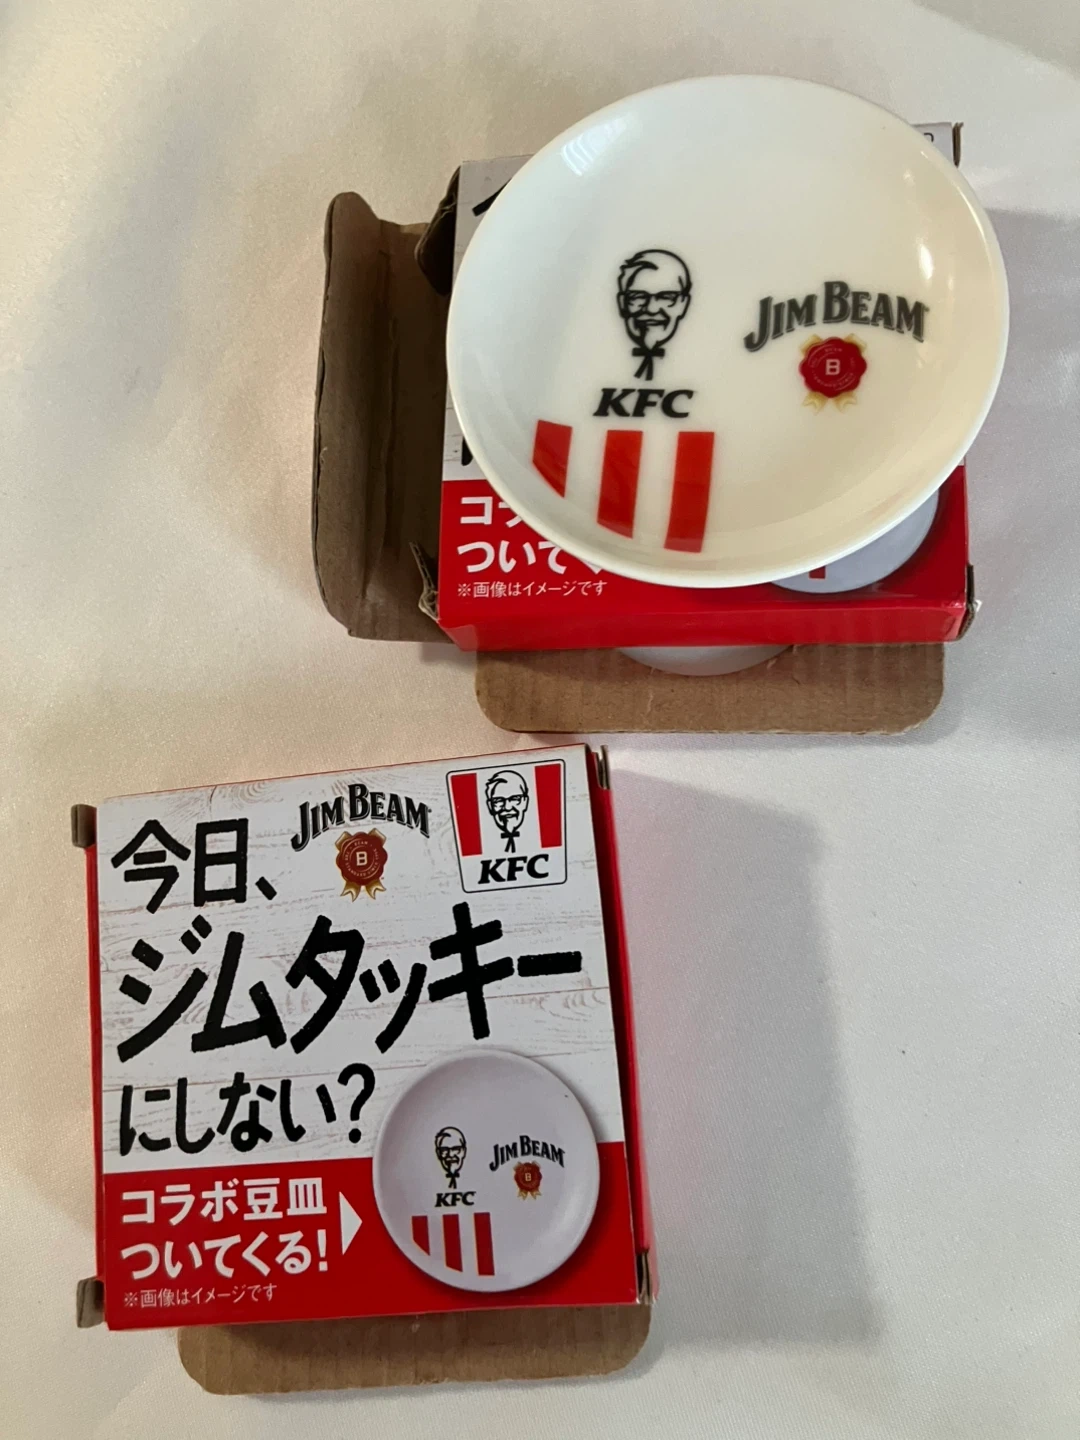 KFC
JIM BEAM
B
コラ
ついてく
※画像はイメージです
JIM BEAM
B
KFC
今日、
ジムタッキー
にしない?
KFC
JIM BEAM
B
コラボ豆皿
ついてくる!
※画像はイメージです